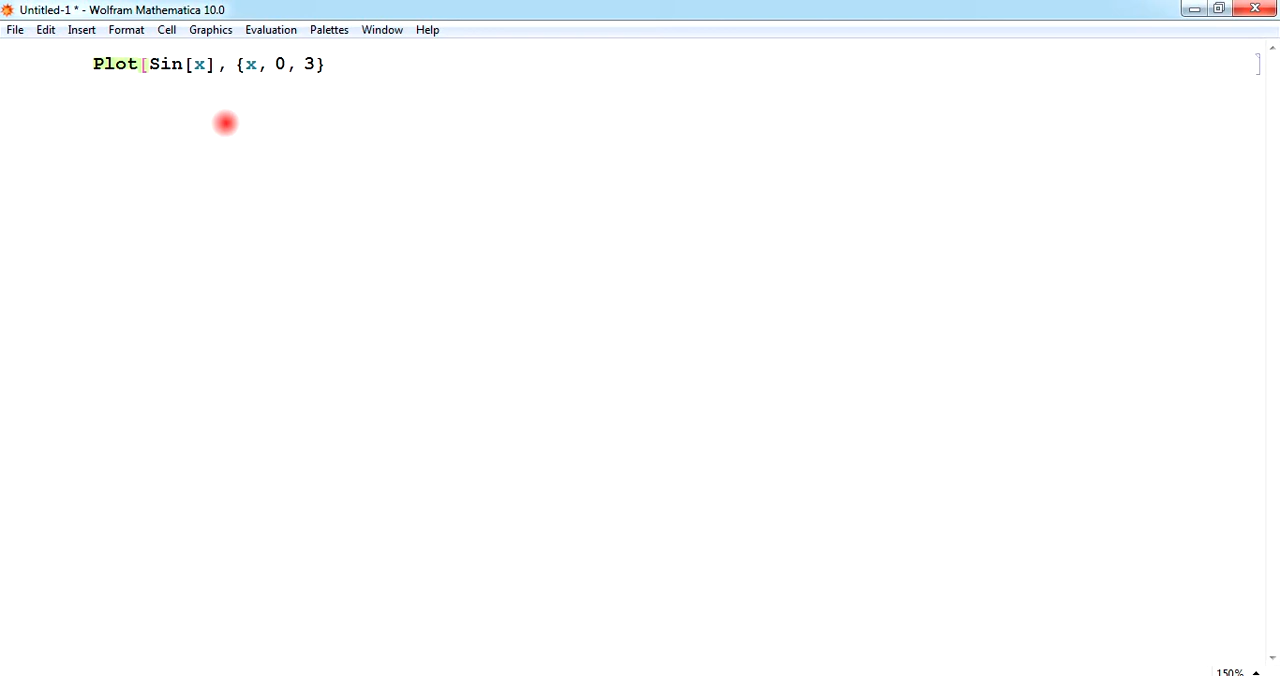 Untitled-1 * - Wolfram Mathematica 10.0
File Edit Insert Format Cell Graphics Evaluation Palettes Window Help
Plot[Sin[x], {x, 0, 3}
150%